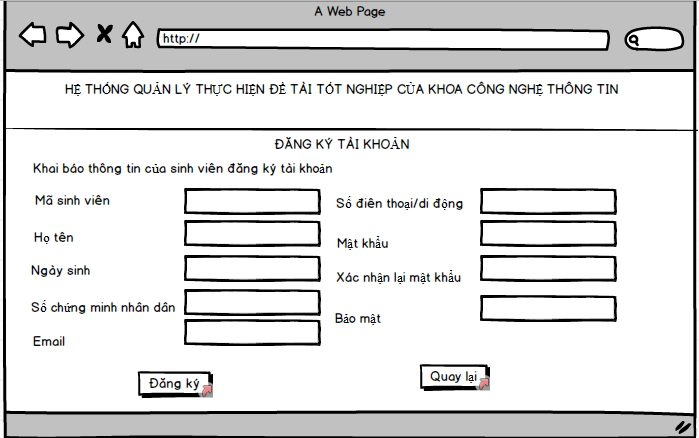 A Web Page
http://
HỆ THỐNG QUẢN LÝ THỰC HIỆN ĐỀ TÀI TỐT NGHIỆP CỦA KHOA CÔNG NGHỆ THÔNG TIN
ĐĂNG KÝ TÀI KHOẢN
Khai báo thông tin của sinh viên đăng ký tài khoản
Mã sinh viên
Số điên thoại/di động
Họ tên
Mật khẩu
Ngày sinh
Xác nhận lại mật khẩu
Số chứng minh nhân dân
Bảo mật
Email
Đăng ký
Quay lại